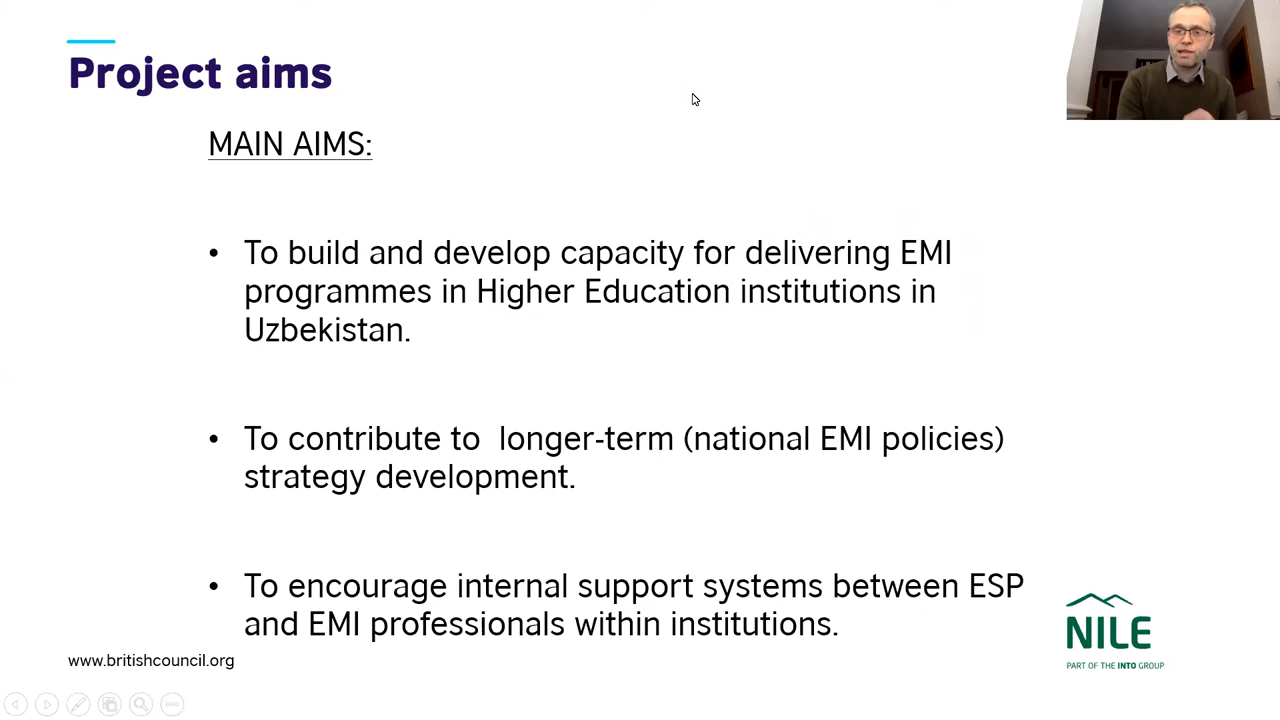 Project aims
MAIN AIMS:
• To build and develop capacity for delivering EMI
programmes in Higher Education institutions in
Uzbekistan.
• To contribute to  longer-term (national EMI policies)
strategy development.
• To encourage internal support systems between ESP
and EMI professionals within institutions.
www.britishcouncil.org
NILE
PART OF THE INTO GROUP